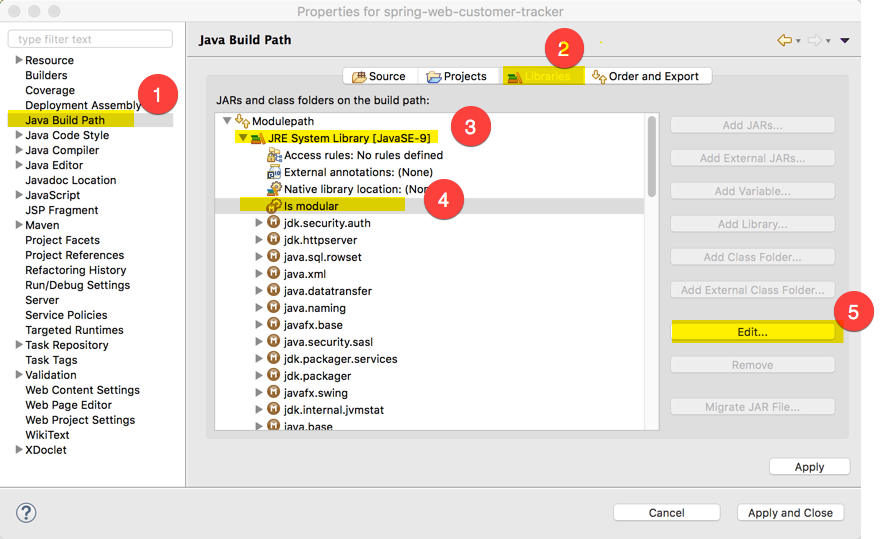 Properties for spring-web-customer-tracker
type filter text
Resource
Builders
Coverage
Deployment Assembly
Java Build Path
Java Code Style
Java Compiler
Java Editor
Javadoc Location
JavaScript
JSP Fragment
Maven
Project Facets
Project References
Refactoring History
Run/Debug Settings
Server
Service Policies
Targeted Runtimes
Task Repository
Task Tags
Validation
Web Content Settings
Web Page Editor
Web Project Settings
WikiText
XDoclet
1
Java Build Path
2
Source Projects Libraries Order and Export
JARs and class folders on the build path:
Modulepath
3
JRE System Library [JavaSE-9]
Access rules: No rules defined
External annotations: (None)
Native library location: (Non
4
Is modular
jdk.security.auth
jdk.httpserver
java.sql.rowset
java.xml
java.datatransfer
java.naming
javafx.base
java.security.sasl
jdk.packager.services
jdk.packager
javafx.swing
jdk.internal.jvmstat
java.base
Add JARs...
Add External JARs...
Add Variable...
Add Library...
Add Class Folder...
Add External Class Folder...
5
Edit...
Remove
Migrate JAR File...
Apply
Cancel Apply and Close